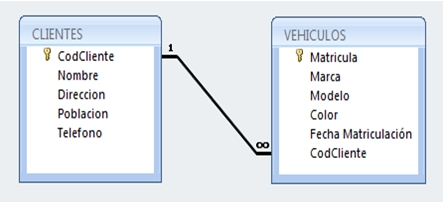 CLIENTES
CodCliente
Nombre
Direccion
Poblacion
Telefono
1
∞
VEHICULOS
Matricula
Marca
Modelo
Color
Fecha Matriculación
CodCliente